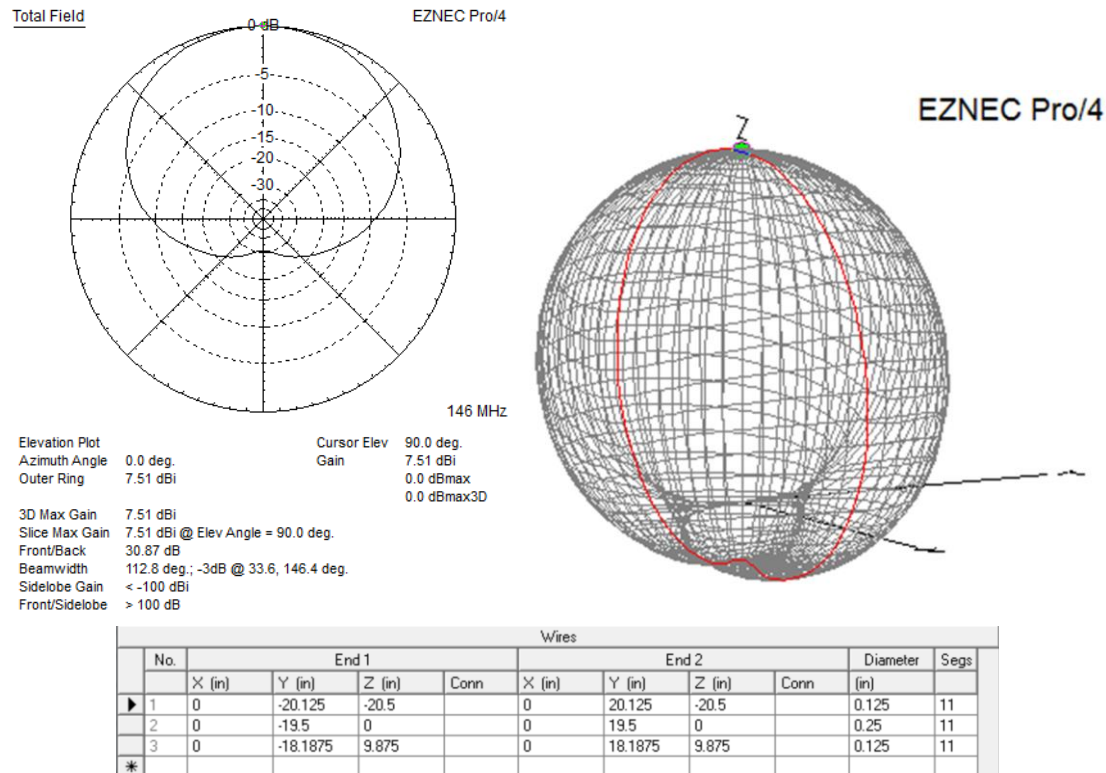 Total Field
EZNEC Pro/4
0 dB
-5
-10
-15
-20
-30
146 MHz
Elevation Plot
Azimuth Angle 0.0 deg.
Outer Ring 7.51 dBi
Cursor Elev 90.0 deg.
Gain 7.51 dBi
0.0 dBmax
0.0 dBmax3D
3D Max Gain 7.51 dBi
Slice Max Gain 7.51 dBi @ Elev Angle = 90.0 deg.
Front/Back 30.87 dB
Beamwidth 112.8 deg.; -3dB @ 33.6, 146.4 deg.
Sidelobe Gain < -100 dBi
Front/Sidelobe > 100 dB
EZNEC Pro/4
Z
Wires
No. End 1 End 2 Diameter Segs
X (in) Y (in) Z (in) Conn X (in) Y (in) Z (in) Conn (in)
1 0 -20.125 -20.5 0 20.125 -20.5 0.125 11
2 0 -19.5 0 0 19.5 0 0.25 11
3 0 -18.1875 9.875 0 18.1875 9.875 0.125 11
*